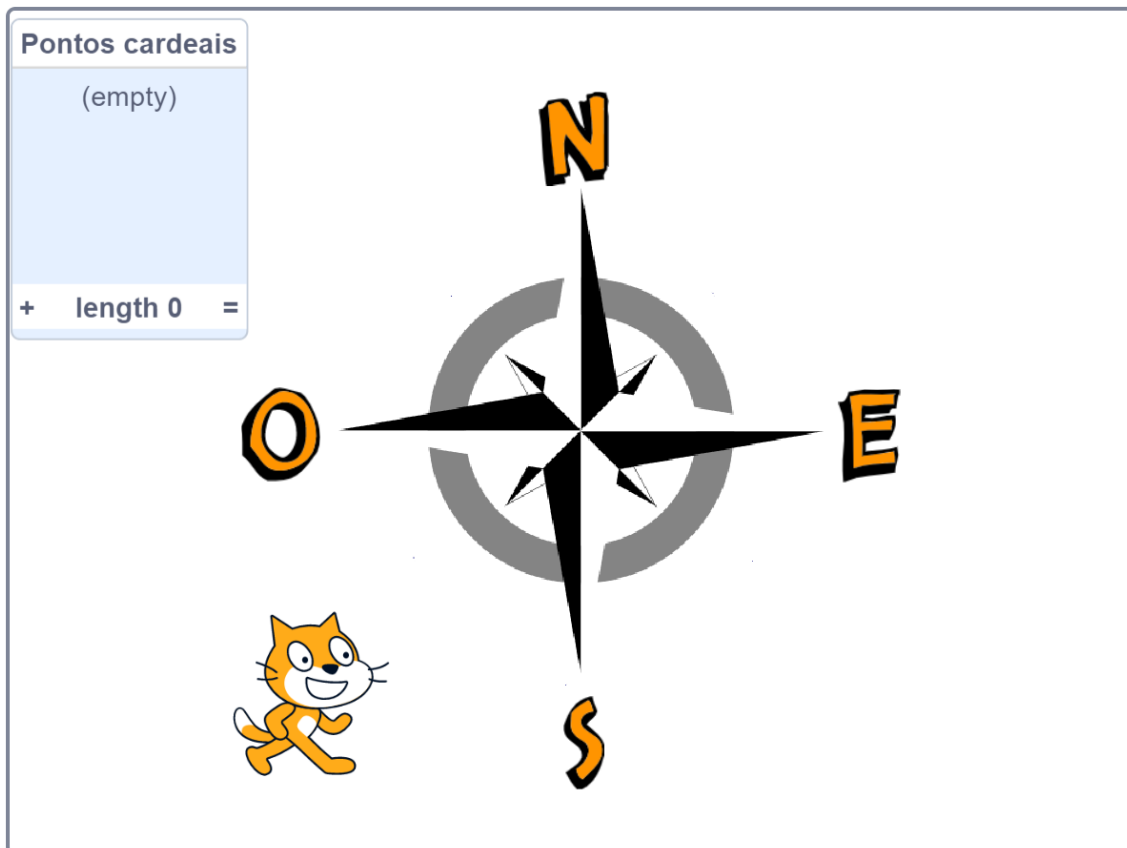 Pontos cardeais
(empty)
+ length 0 =
N
O
E
S